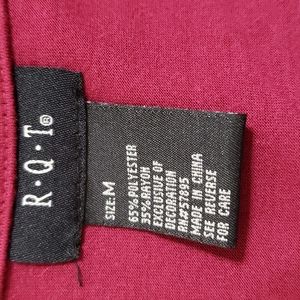 R·Q·T®
SIZE: M
65% POLYESTER
35% RAYON
EXCLUSIVE OF
DECORATION
RN#57895
MADE IN CHINA
SEE REVERSE
FOR CARE